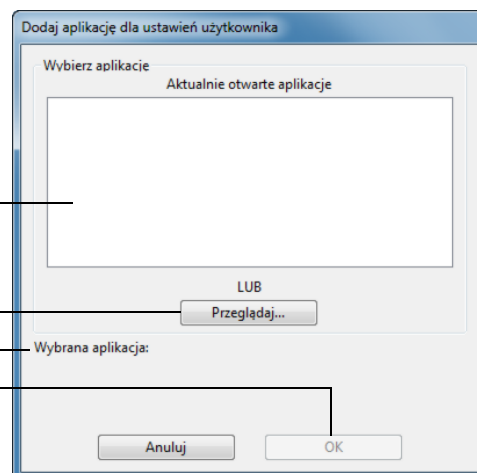 Dodaj aplikację dla ustawień użytkownika
Wybierz aplikacje
Aktualnie otwarte aplikacje
LUB
Przeglądaj...
Wybrana aplikacja:
Anuluj
OK